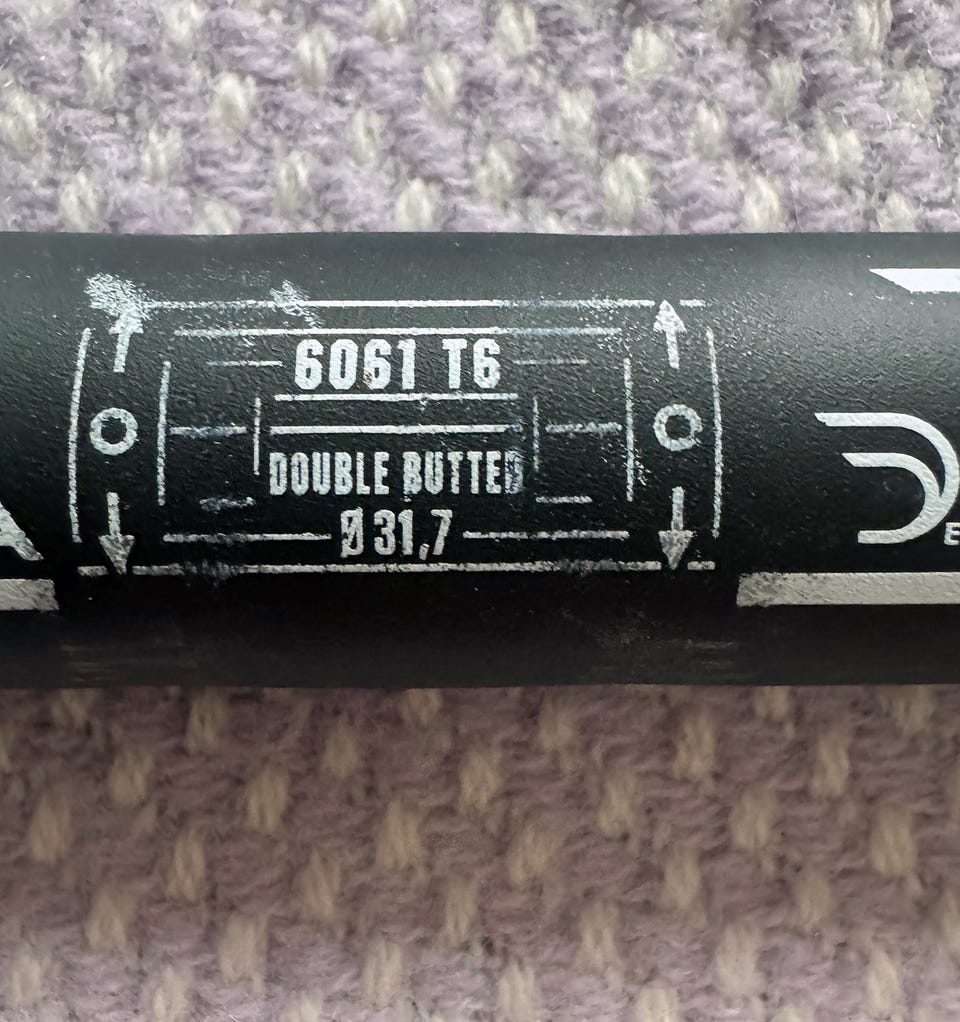 6061 T6
DOUBLE BUTTED
Ø 31,7